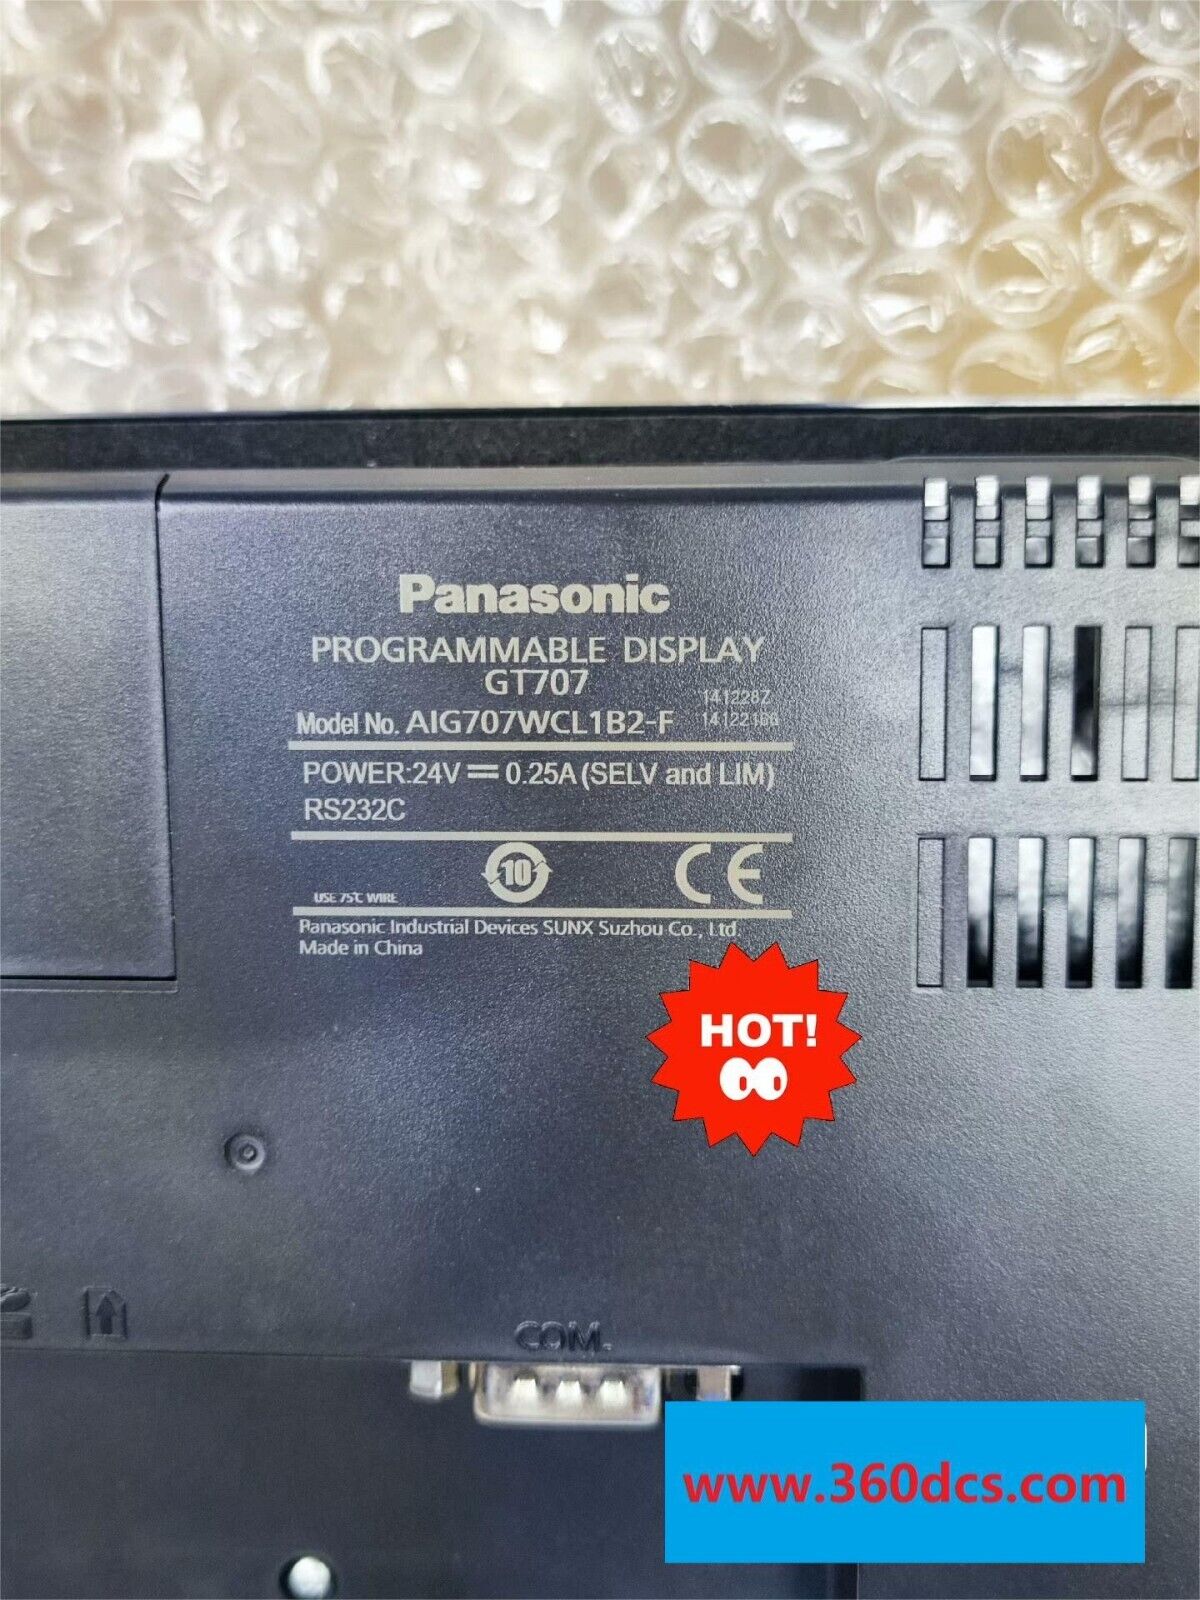 Panasonic
PROGRAMMABLE DISPLAY
GT707
141228Z
Model No. AIG707WCL1B2-F
POWER:24V ⎓ 0.25A (SELV and LIM)
RS232C
10
CE
USE 75℃ WIRE
Panasonic Industrial Devices SUNX Suzhou Co., Ltd.
Made in China
HOT!
COM.
www.360dcs.com